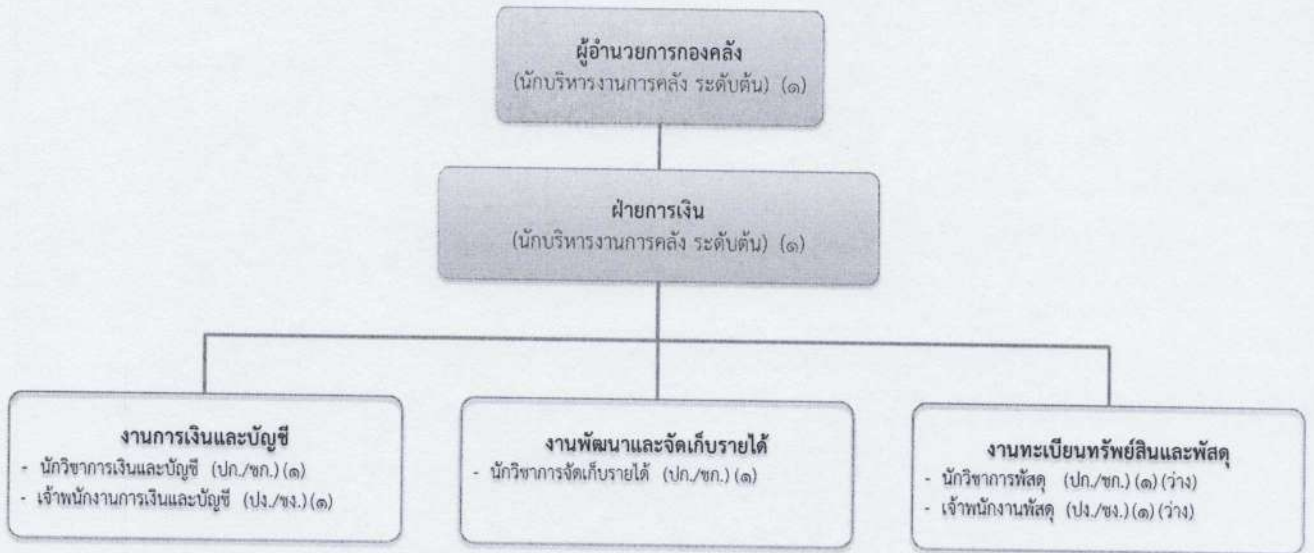 ผู้อำนวยการกองคลัง
(นักบริหารงานการคลัง ระดับต้น) (๑)
ฝ่ายการเงิน
(นักบริหารงานการคลัง ระดับต้น) (๑)
งานการเงินและบัญชี
- นักวิชาการเงินและบัญชี (ปก./ชก.) (๑)
- เจ้าพนักงานการเงินและบัญชี (ปง./ชง.) (๑)
งานพัฒนาและจัดเก็บรายได้
- นักวิชาการจัดเก็บรายได้ (ปก./ชก.) (๑)
งานทะเบียนทรัพย์สินและพัสดุ
- นักวิชาการพัสดุ (ปก./ชก.) (๑) (ว่าง)
- เจ้าพนักงานพัสดุ (ปง./ชง.) (๑) (ว่าง)